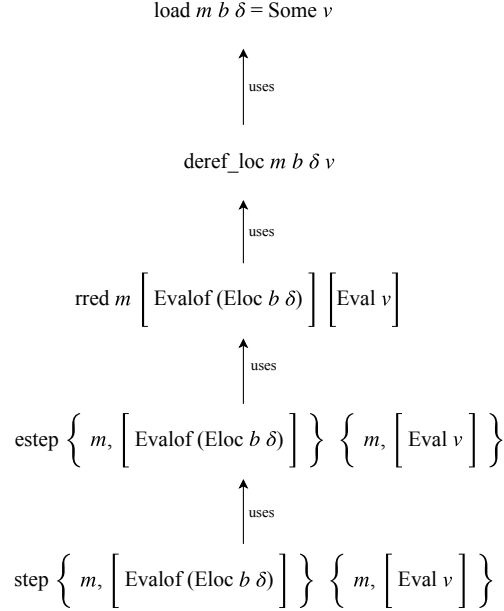 load m b δ = Some v
uses
deref_loc m b δ v
uses
rred m [ Evalof (Eloc b δ) ] [ Eval v ]
uses
estep { m, [ Evalof (Eloc b δ) ] } { m, [ Eval v ] }
uses
step { m, [ Evalof (Eloc b δ) ] } { m, [ Eval v ] }